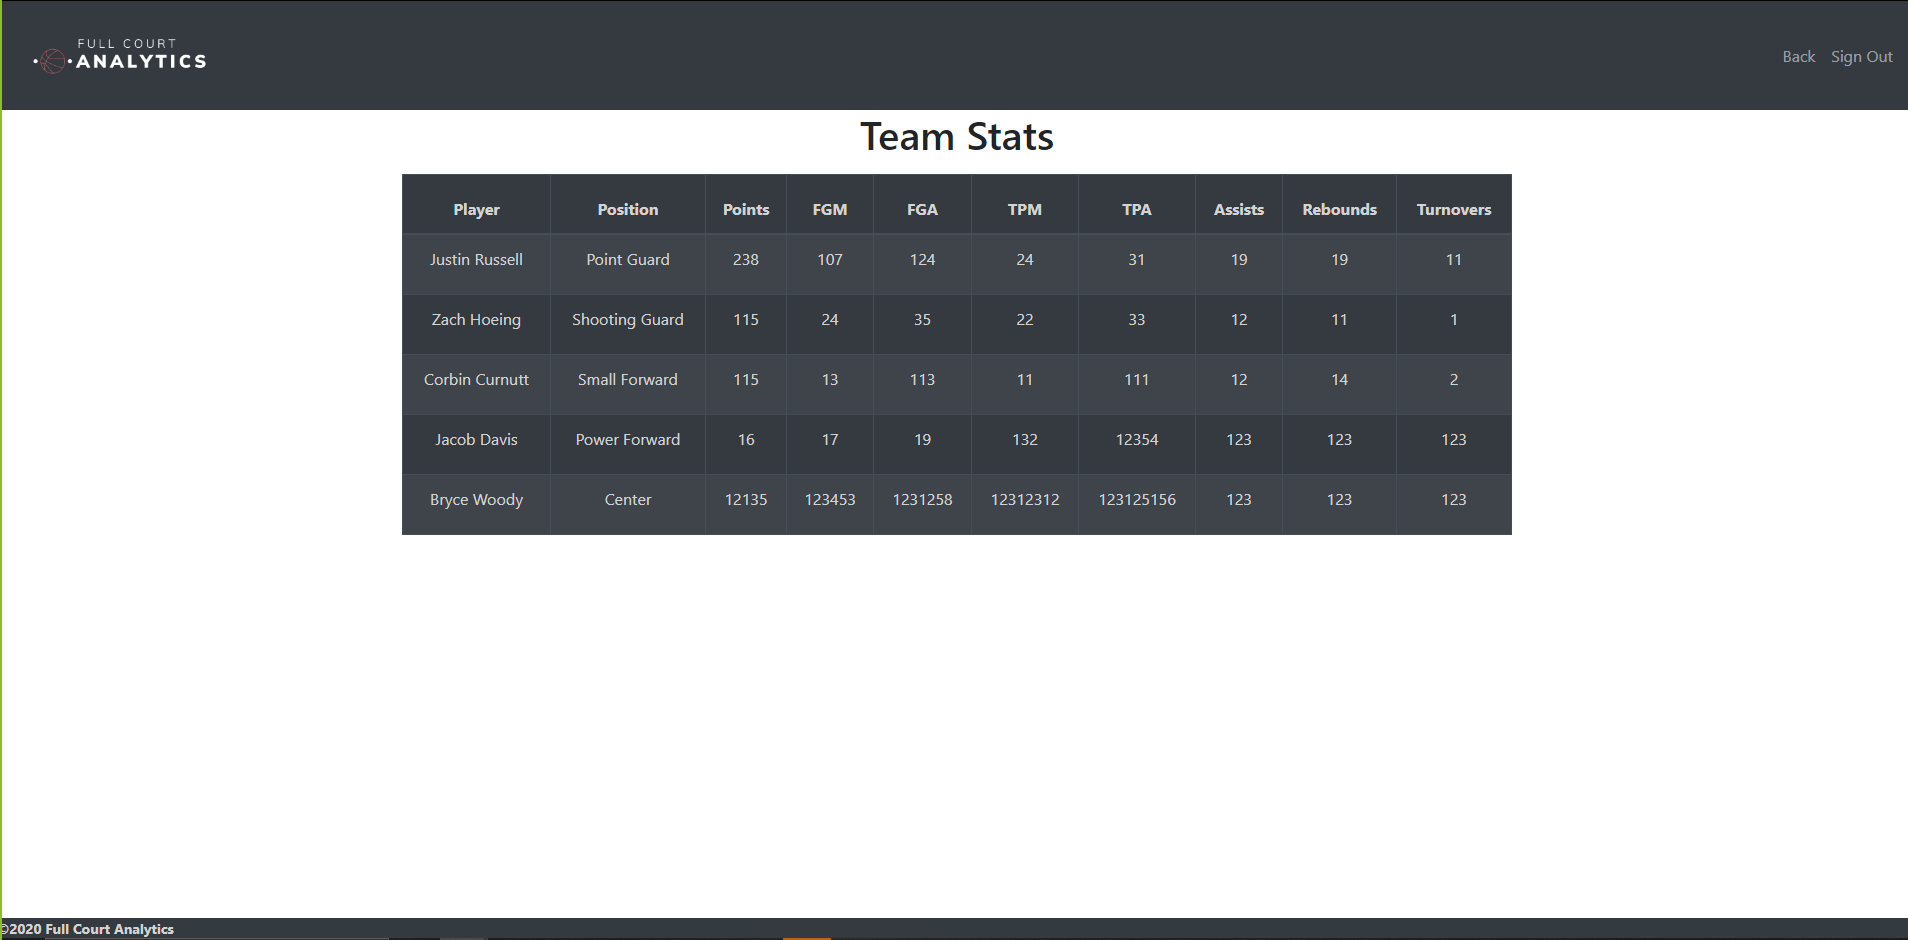 FULL COURT
ANALYTICS
Back Sign Out
Team Stats
Player Position Points FGM FGA TPM TPA Assists Rebounds Turnovers
Justin Russell Point Guard 238 107 124 24 31 19 19 11
Zach Hoeing Shooting Guard 115 24 35 22 33 12 11 1
Corbin Curnutt Small Forward 115 13 113 11 111 12 14 2
Jacob Davis Power Forward 16 17 19 132 12354 123 123 123
Bryce Woody Center 12135 123453 1231258 12312312 123125156 123 123 123
©2020 Full Court Analytics